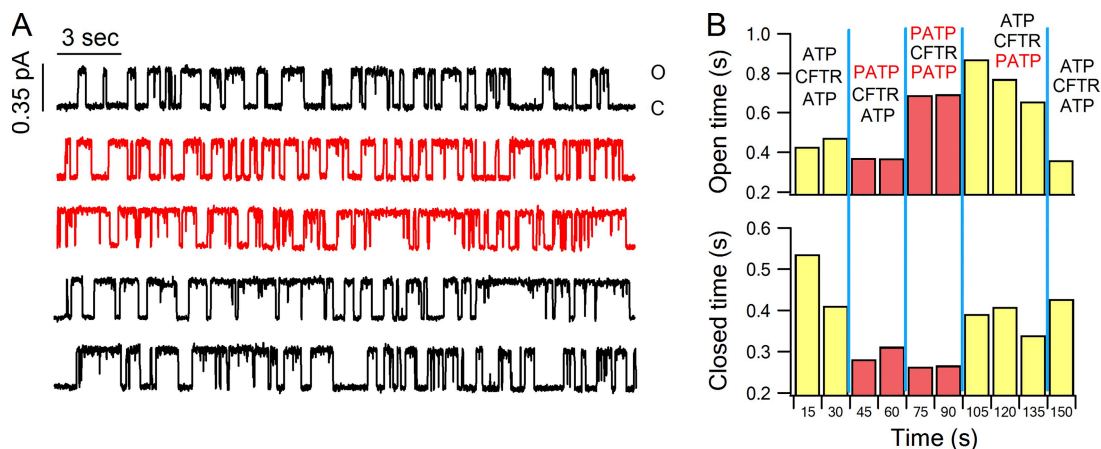 A
3 sec
0.35 pA
O
C
B
Open time (s)
1.0
0.8
0.6
0.4
0.2
ATP
CFTR
ATP
PATP
CFTR
ATP
PATP
CFTR
PATP
ATP
CFTR
PATP
ATP
CFTR
ATP
Closed time (s)
0.6
0.5
0.4
0.3
0.2
15 30 45 60 75 90 105 120 135 150
Time (s)